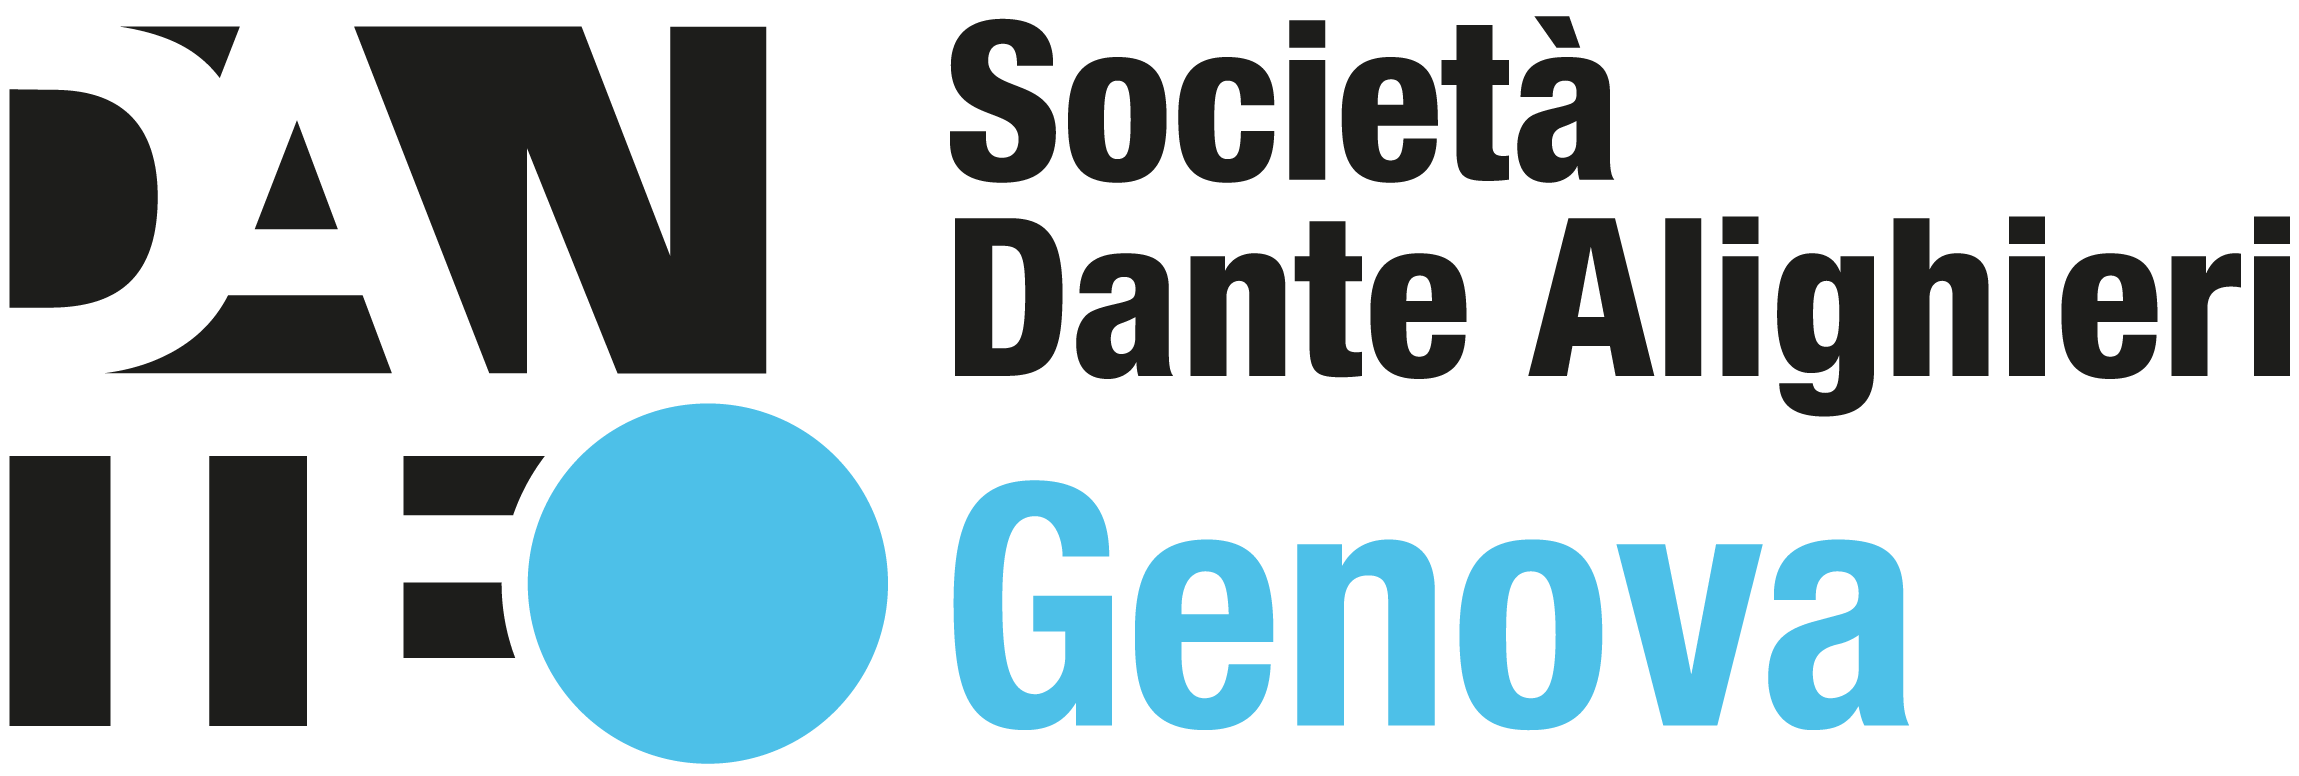 DAN
TE
Società
Dante Alighieri
Genova